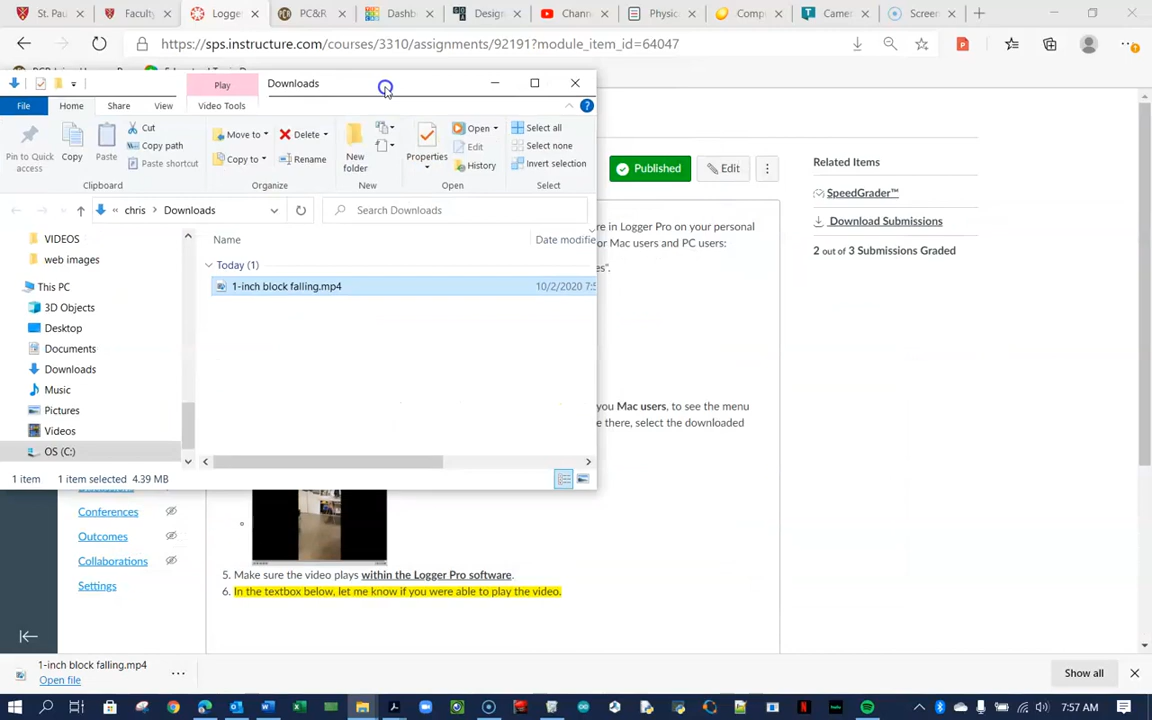 St. Pau
Faculty
Logger
PC&R
Dashb
Design
Chann
Physic
Comp
Camer
Screen
https://sps.instructure.com/courses/3310/assignments/92191?module_item_id=64047
Play
Downloads
File
Home
Share
View
Video Tools
Pin to Quick access
Copy
Paste
Cut
Copy path
Paste shortcut
Clipboard
Move to
Copy to
Delete
Rename
Organize
New folder
New
Properties
Open
Edit
History
Open
Select all
Select none
Invert selection
Select
chris
Downloads
Search Downloads
VIDEOS
web images
This PC
3D Objects
Desktop
Documents
Downloads
Music
Pictures
Videos
OS (C:)
Name
Date modifie
Today (1)
1-inch block falling.mp4
10/2/2020 7:5
1 item
1 item selected 4.39 MB
Published
Edit
Related Items
SpeedGrader™
Download Submissions
2 out of 3 Submissions Graded
re in Logger Pro on your personal
or Mac users and PC users:
es".
you Mac users, to see the menu
e there, select the downloaded
Conferences
Outcomes
Collaborations
Settings
5. Make sure the video plays within the Logger Pro software.
6. In the textbox below, let me know if you were able to play the video.
1-inch block falling.mp4
Open file
Show all
7:57 AM